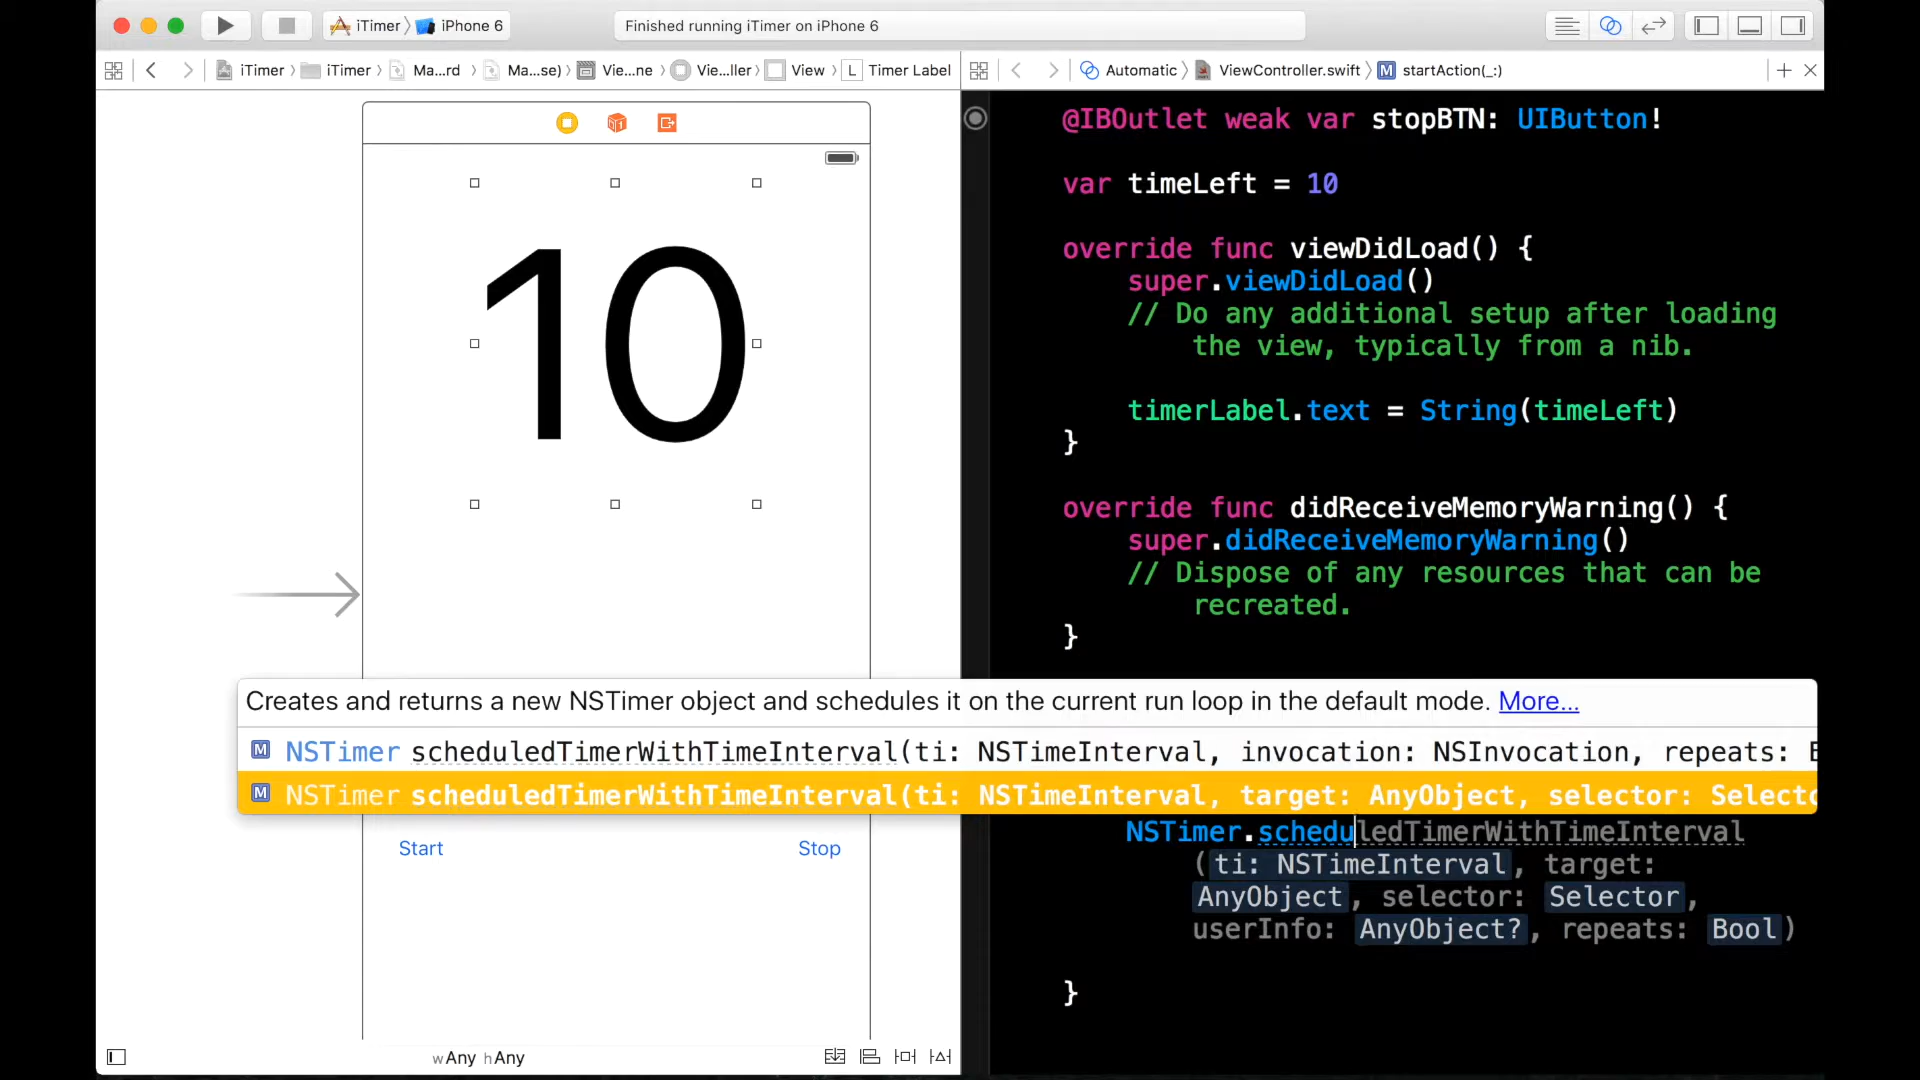 iTimer iPhone 6
Finished running iTimer on iPhone 6
iTimer iTimer Ma...rd Ma...se) Vie...ne Vie...ller View L Timer Label
Automatic ViewController.swift M startAction(_:)
@IBOutlet weak var stopBTN: UIButton!
var timeLeft = 10
override func viewDidLoad() {
super.viewDidLoad()
// Do any additional setup after loading
the view, typically from a nib.
timerLabel.text = String(timeLeft)
}
override func didReceiveMemoryWarning() {
super.didReceiveMemoryWarning()
// Dispose of any resources that can be
recreated.
}
10
Creates and returns a new NSTimer object and schedules it on the current run loop in the default mode. More...
M NSTimer scheduledTimerWithTimeInterval(ti: NSTimeInterval, invocation: NSInvocation, repeats:
M NSTimer scheduledTimerWithTimeInterval(ti: NSTimeInterval, target: AnyObject, selector: Selecto
NSTimer.scheduledTimerWithTimeInterval
(ti: NSTimeInterval, target:
AnyObject, selector: Selector,
userInfo: AnyObject?, repeats: Bool)
}
Start
Stop
wAny hAny